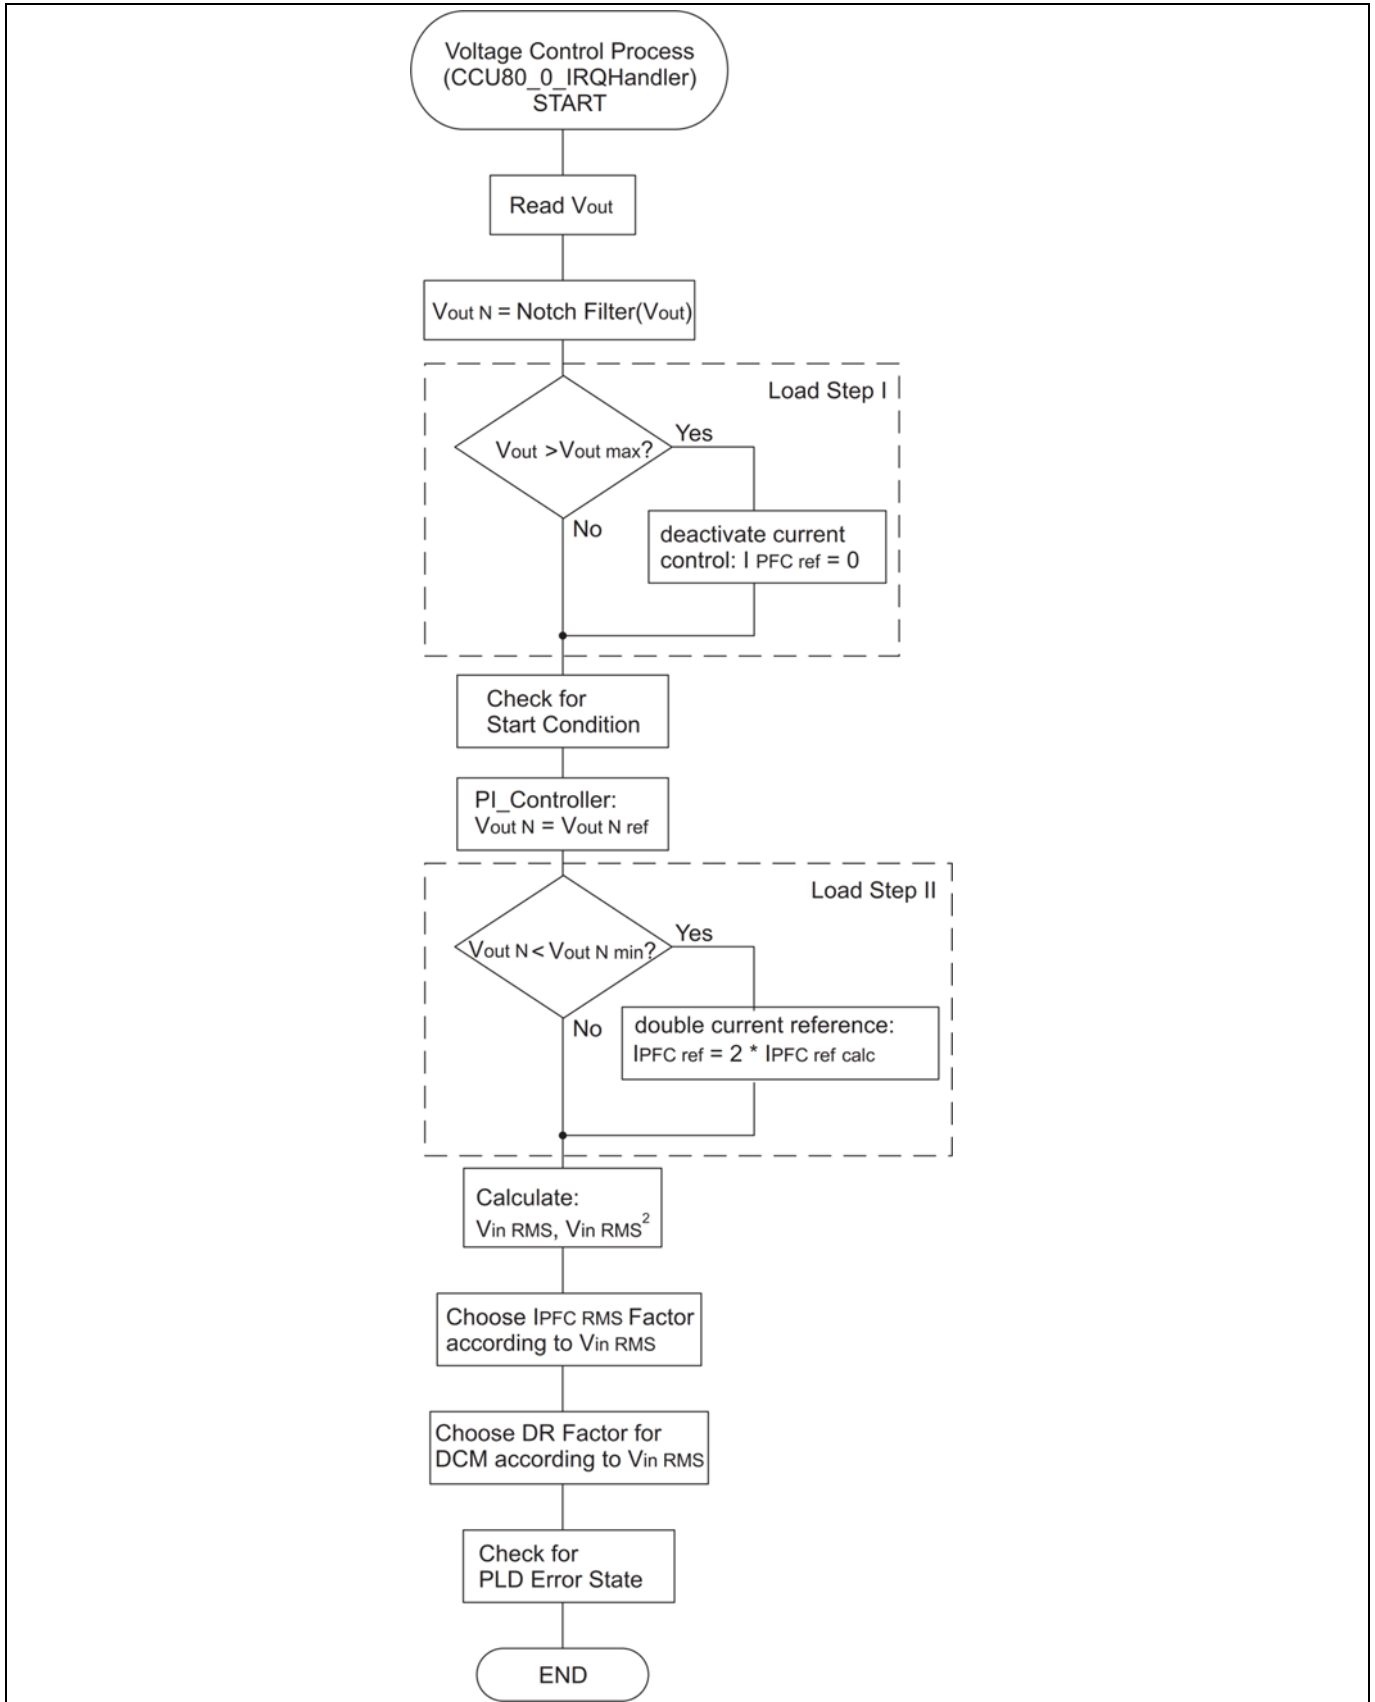 Voltage Control Process
(CCU80_0_IRQHandler)
START
Read Vout
Vout N = Notch Filter(Vout)
Load Step I
Vout >Vout max?
Yes
No
deactivate current
control: I PFC ref = 0
Check for
Start Condition
PI_Controller:
Vout N = Vout N ref
Load Step II
Vout N < Vout N min?
Yes
No
double current reference:
IPFC ref = 2 * IPFC ref calc
Calculate:
Vin RMS, Vin RMS²
Choose IPFC RMS Factor
according to Vin RMS
Choose DR Factor for
DCM according to Vin RMS
Check for
PLD Error State
END